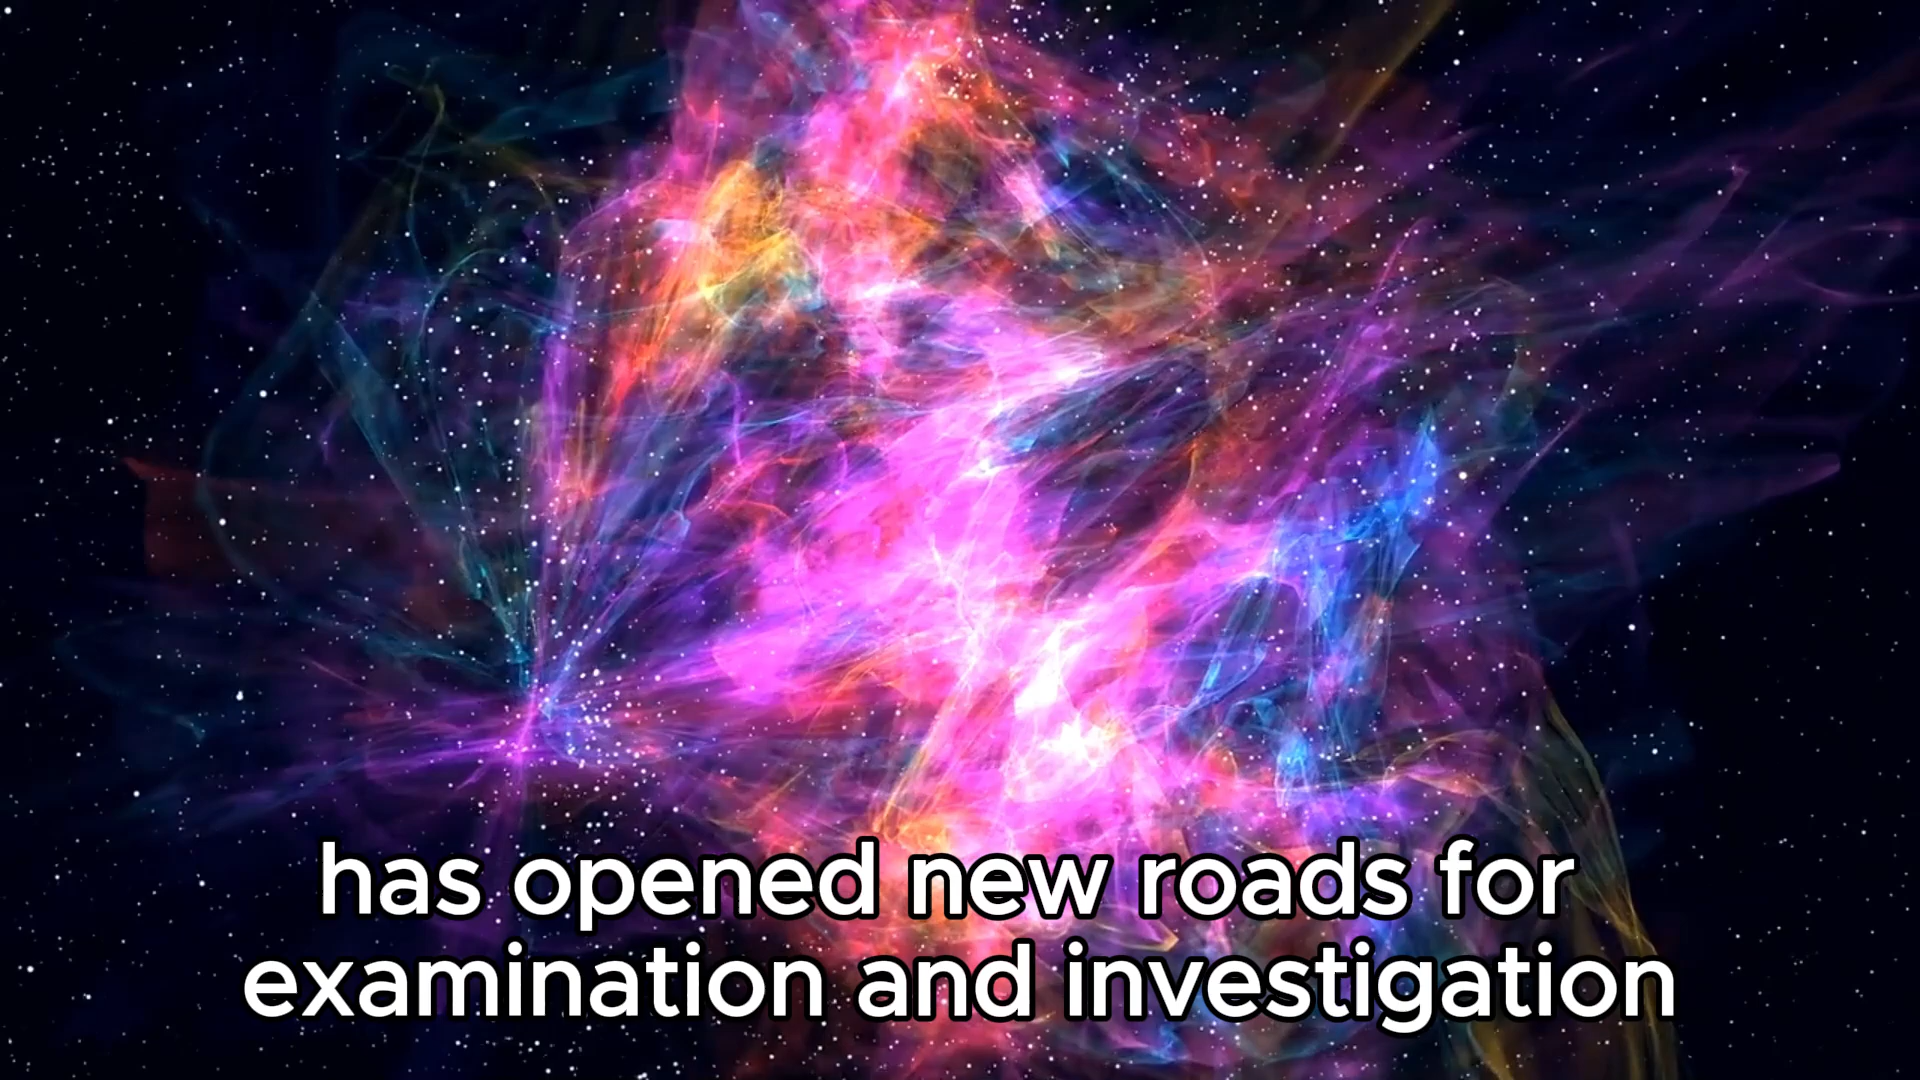 has opened new roads for
examination and investigation